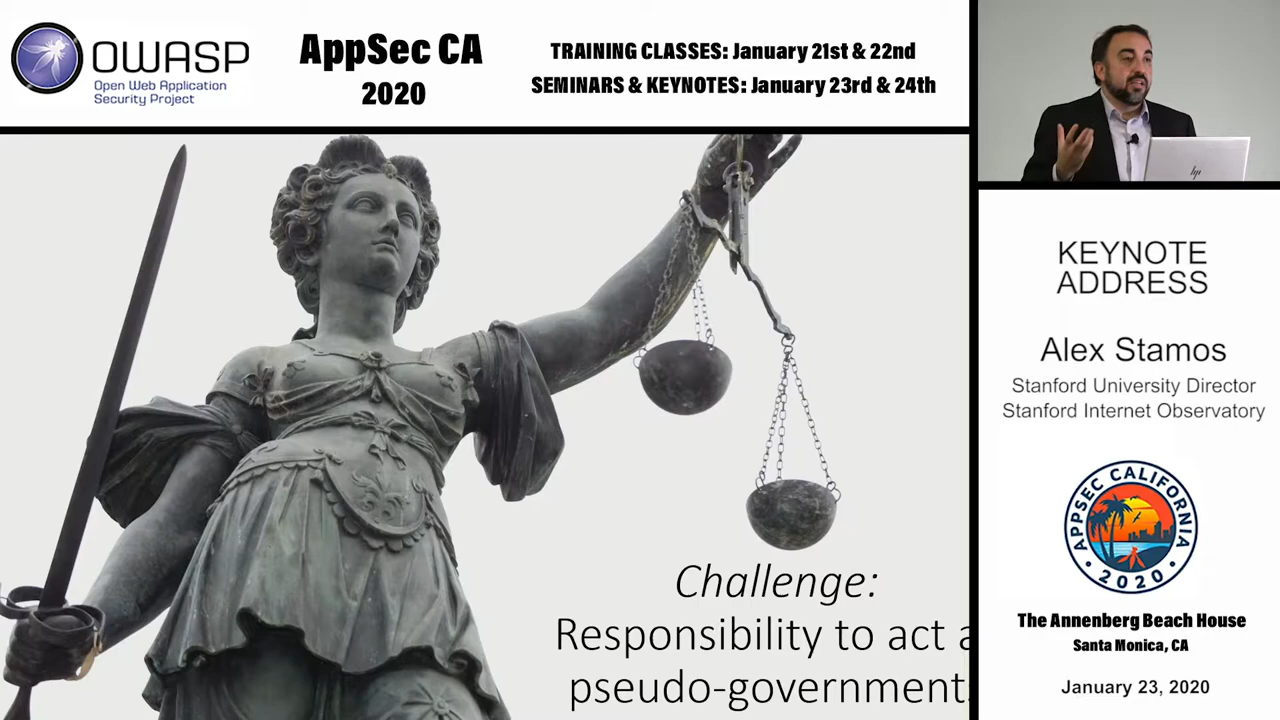 OWASP
Open Web Application
Security Project
AppSec CA
2020
TRAINING CLASSES: January 21st & 22nd
SEMINARS & KEYNOTES: January 23rd & 24th
hp
KEYNOTE
ADDRESS
Alex Stamos
Stanford University Director
Stanford Internet Observatory
APPSEC CALIFORNIA
2020
The Annenberg Beach House
Santa Monica, CA
January 23, 2020
Challenge:
Responsibility to act
pseudo-government